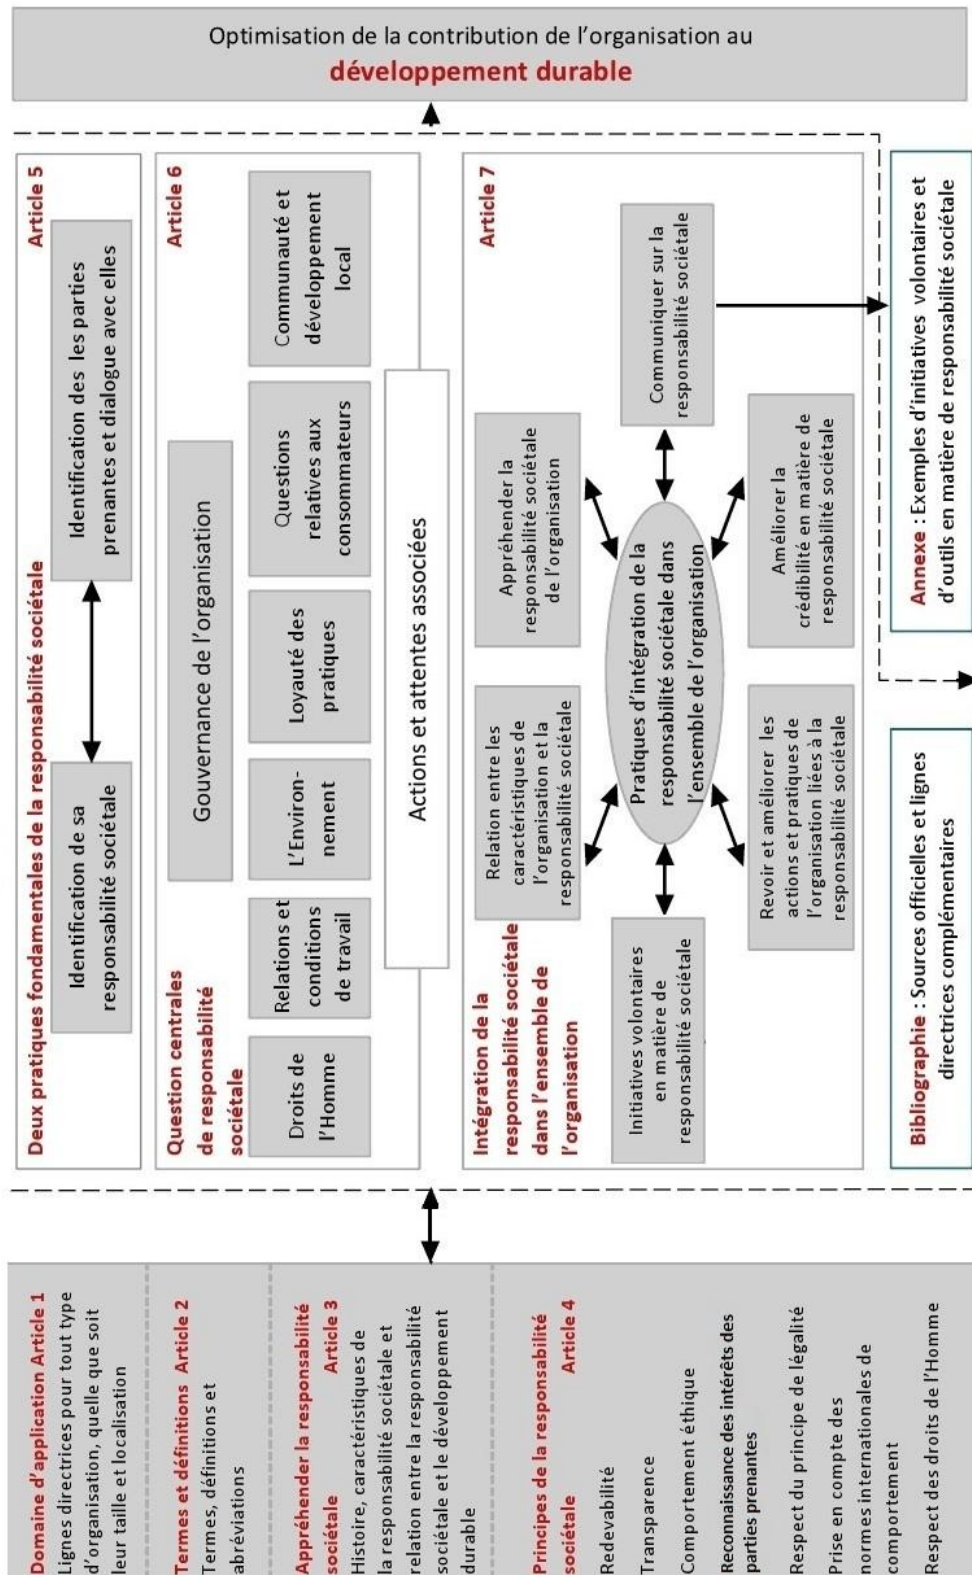 Domaine d'application Article 1
Lignes directrices pour tout type
d'organisation, quelle que soit
leur taille et localisation
Termes et définitions Article 2
Termes, définitions et
abréviations
Appréhender la responsabilité
sociétale Article 3
Histoire, caractéristiques de
la responsabilité sociétale et
relation entre la responsabilité
sociétale et le développement
durable
Principes de la responsabilité
sociétale Article 4
Redevabilité
Transparence
Comportement éthique
Reconnaissance des intérêts des
parties prenantes
Respect du principe de légalité
Prise en compte des
normes internationales de
comportement
Respect des droits de l'Homme
Deux pratiques fondamentales de la responsabilité sociétale
Article 5
Identification de sa
responsabilité sociétale
Identification des les parties
prenantes et dialogue avec elles
Question centrales
de responsabilité
sociétale
Article 6
Gouvernance de l'organisation
Droits de
l'Homme
Relations et
conditions
de travail
L'Environ-
nement
Loyauté des
pratiques
Questions
relatives aux
consommateurs
Communauté et
développement
local
Actions et attentes associées
Intégration de la
responsabilité sociétale
dans l'ensemble de
l'organisation
Article 7
Relation entre les
caractéristiques de
l'organisation et la
responsabilité sociétale
Appréhender la
responsabilité sociétale
de l'organisation
Initiatives volontaires
en matière de
responsabilité sociétale
Pratiques d'intégration de la
responsabilité sociétale dans
l'ensemble de l'organisation
Communiquer sur la
responsabilité sociétale
Revoir et améliorer les
actions et pratiques de
l'organisation liées à la
responsabilité sociétale
Améliorer la
crédibilité en matière de
responsabilité sociétale
Bibliographie : Sources officielles et lignes
directrices complémentaires
Annexe : Exemples d'initiatives volontaires et
d'outils en matière de responsabilité sociétale
Optimisation de la contribution de l'organisation au
développement durable